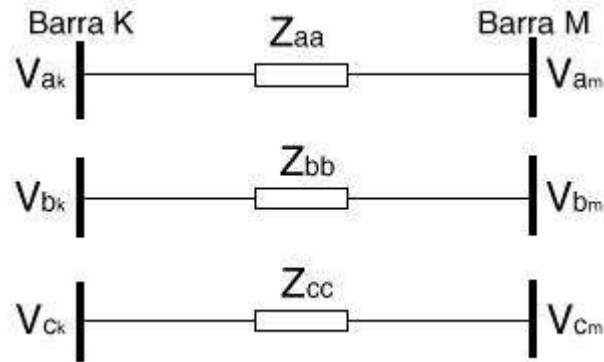 Barra K Barra M
Zaa
Vak Vam
Zbb
Vbk Vbm
Zcc
Vck Vcm